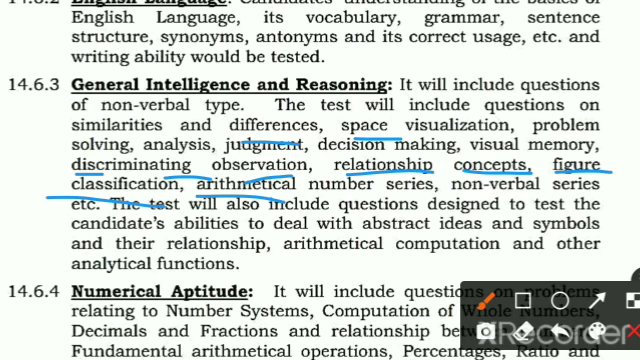 14.6.2 English Language: Candidates' understanding of the basics of
English Language, its vocabulary, grammar, sentence
structure, synonyms, antonyms and its correct usage, etc. and
writing ability would be tested.
14.6.3 General Intelligence and Reasoning: It will include questions
of non-verbal type. The test will include questions on
similarities and differences, space visualization, problem
solving, analysis, judgment, decision making, visual memory,
discriminating observation, relationship concepts, figure
classification, arithmetical number series, non-verbal series
etc. The test will also include questions designed to test the
candidate's abilities to deal with abstract ideas and symbols
and their relationship, arithmetical computation and other
analytical functions.
14.6.4 Numerical Aptitude: It will include questions on problems
relating to Number Systems, Computation of Whole Numbers,
Decimals and Fractions and relationship between
Fundamental arithmetical operations, Percentages, Ratio and